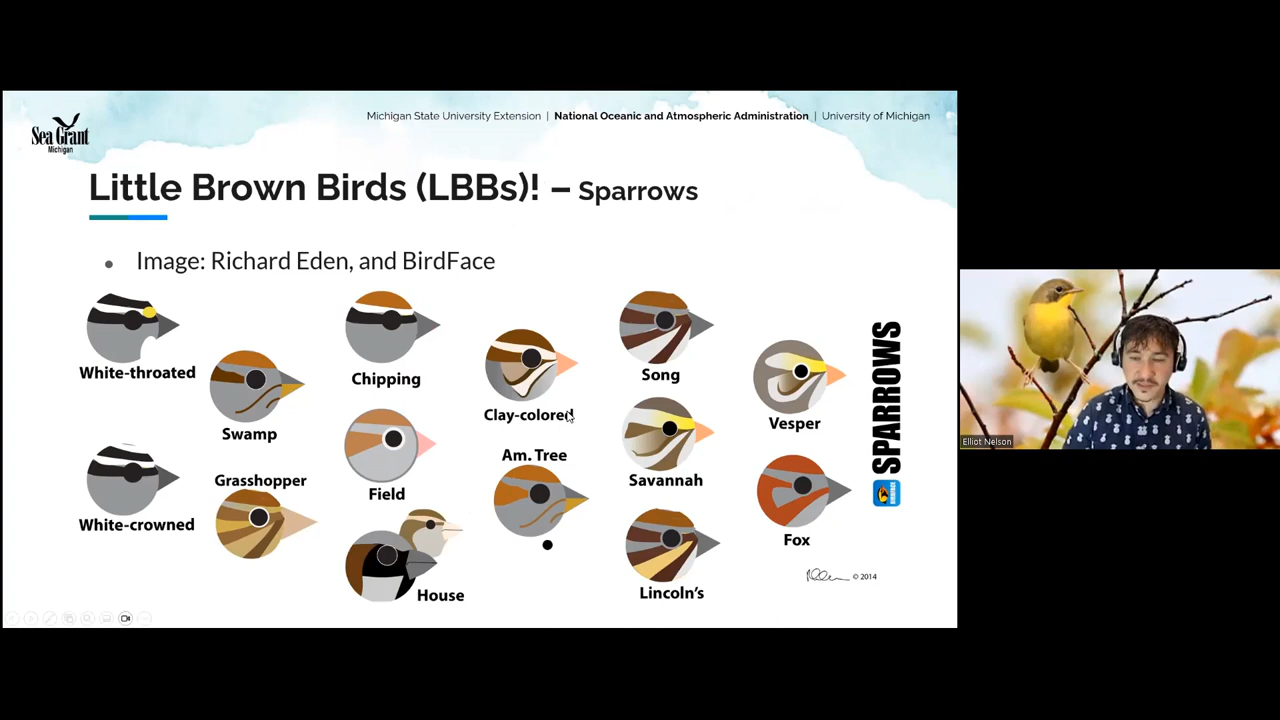 Sea Grant
Michigan
Michigan State University Extension | National Oceanic and Atmospheric Administration | University of Michigan
Little Brown Birds (LBBs)! – Sparrows
• Image: Richard Eden, and BirdFace
White-throated
Swamp
Chipping
Clay-colored
Song
Vesper
White-crowned
Grasshopper
Field
Am. Tree
Savannah
Fox
House
Lincoln's
SPARROWS
© 2014
Elliot Nelson